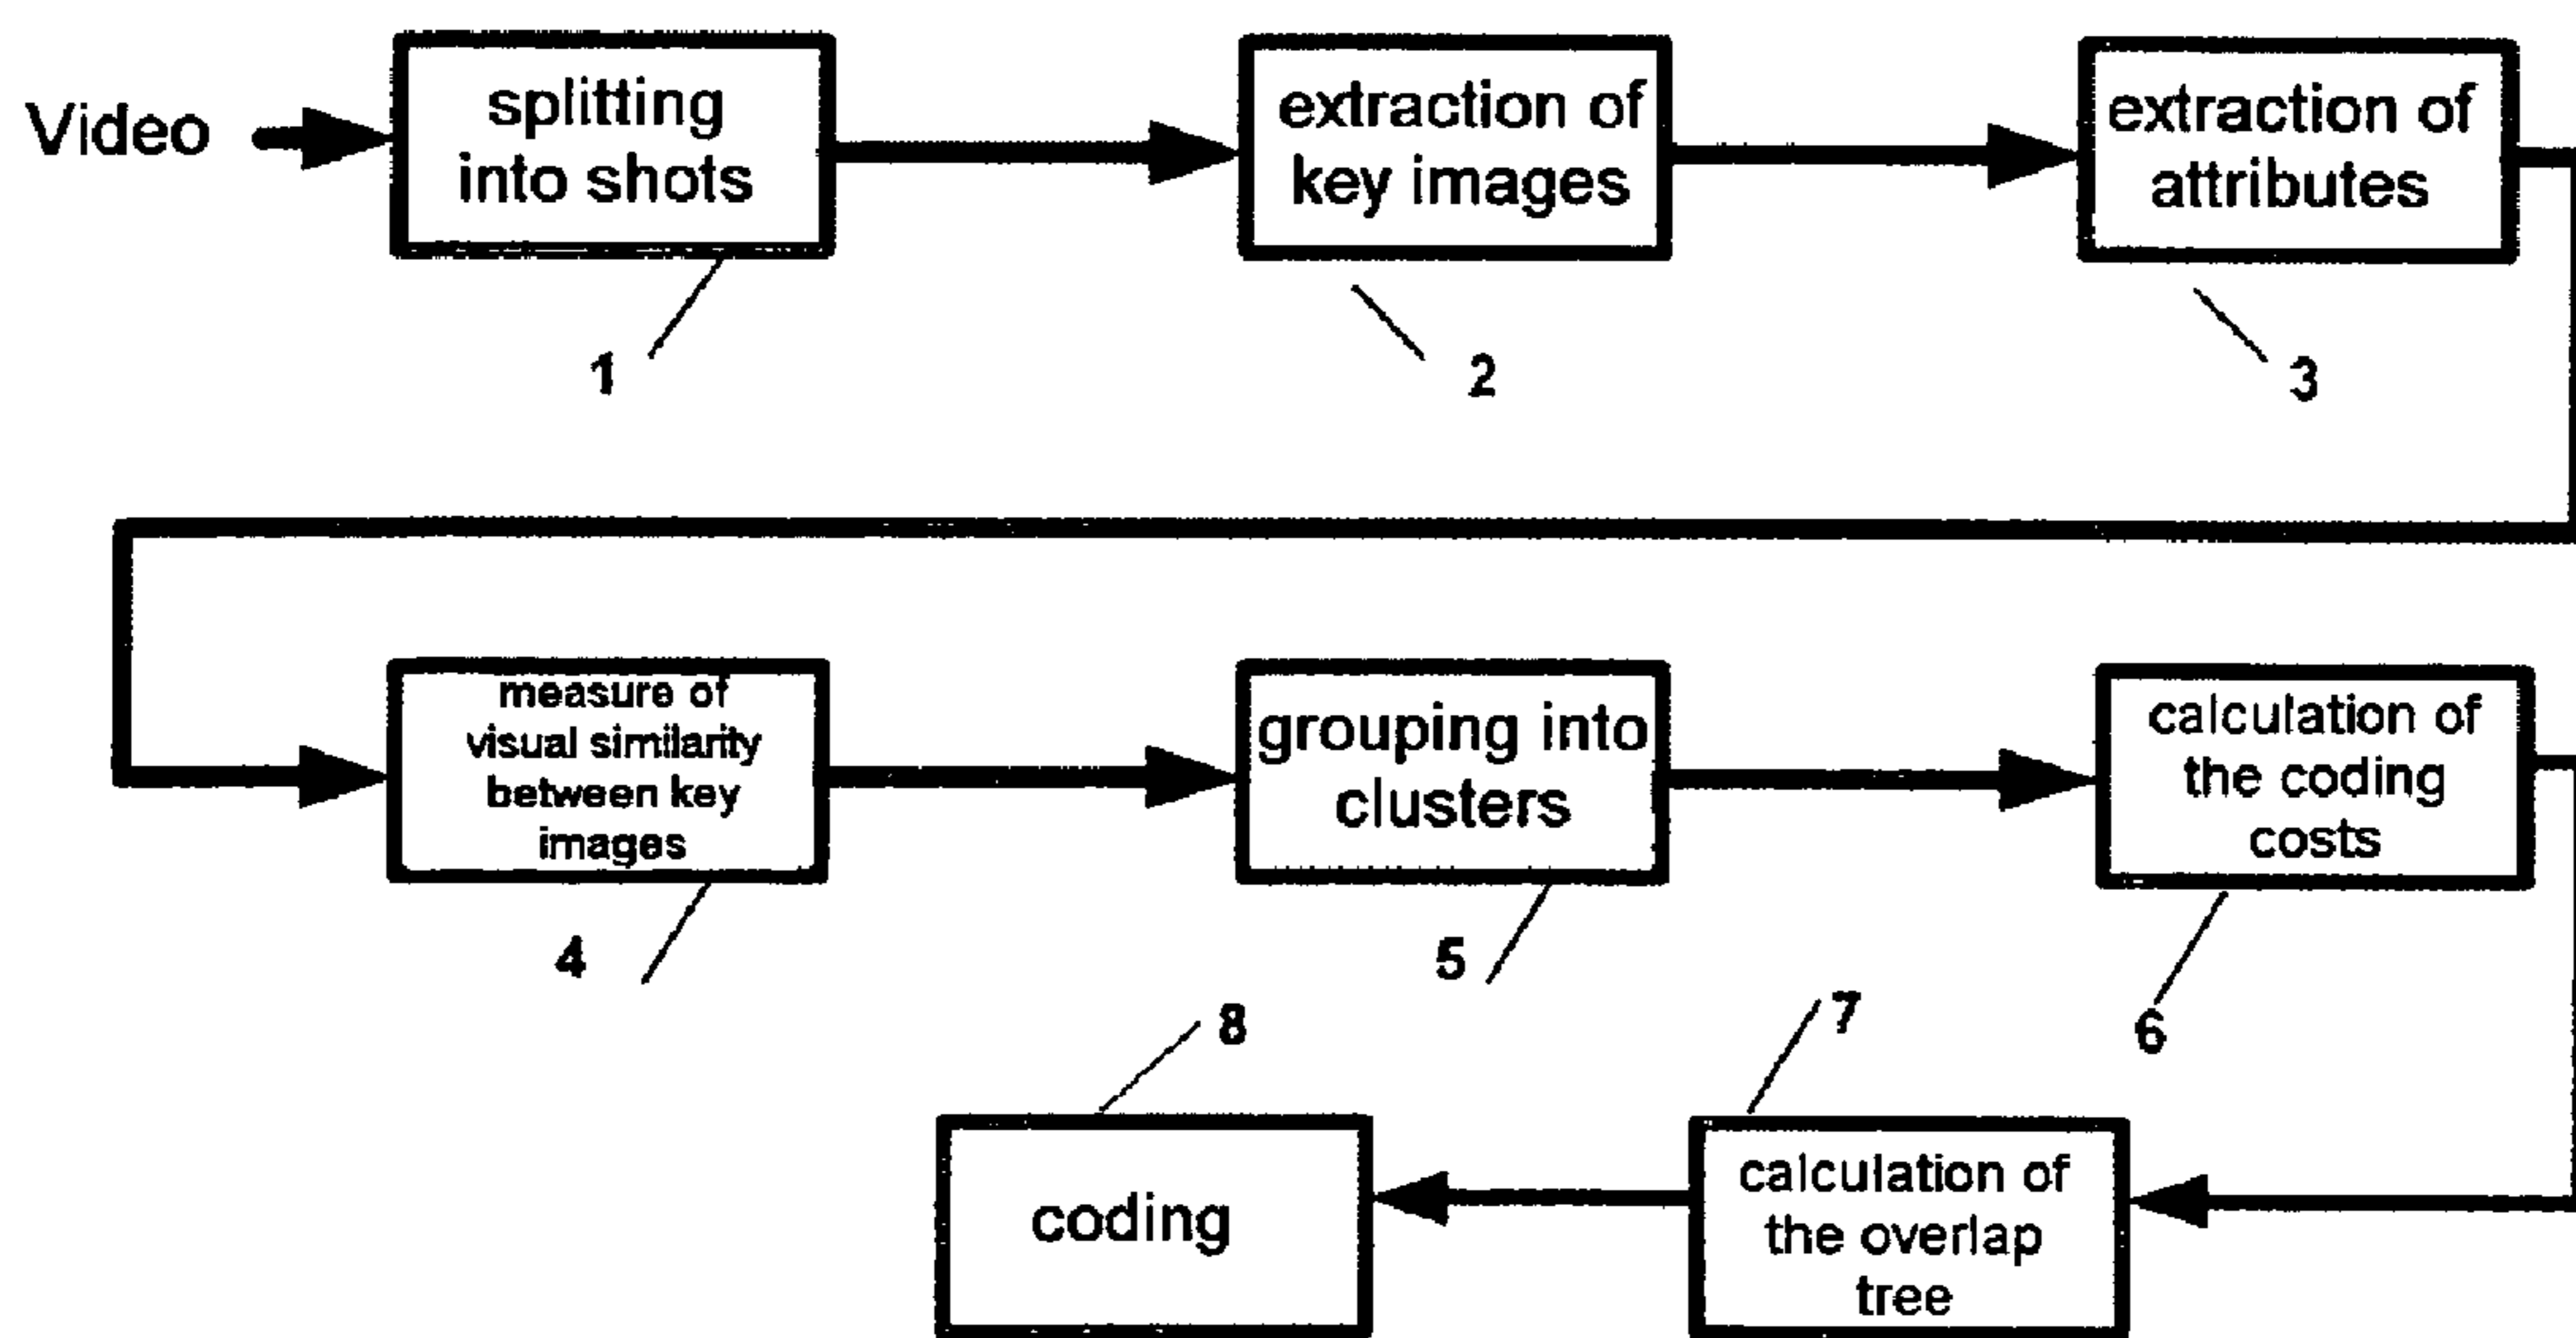 Video
splitting
into shots
extraction of
key images
extraction of
attributes
1
2
3
measure of
visual similarity
between key
images
grouping into
clusters
calculation of
the coding
costs
4
5
6
8
7
coding
calculation of
the overlap
tree